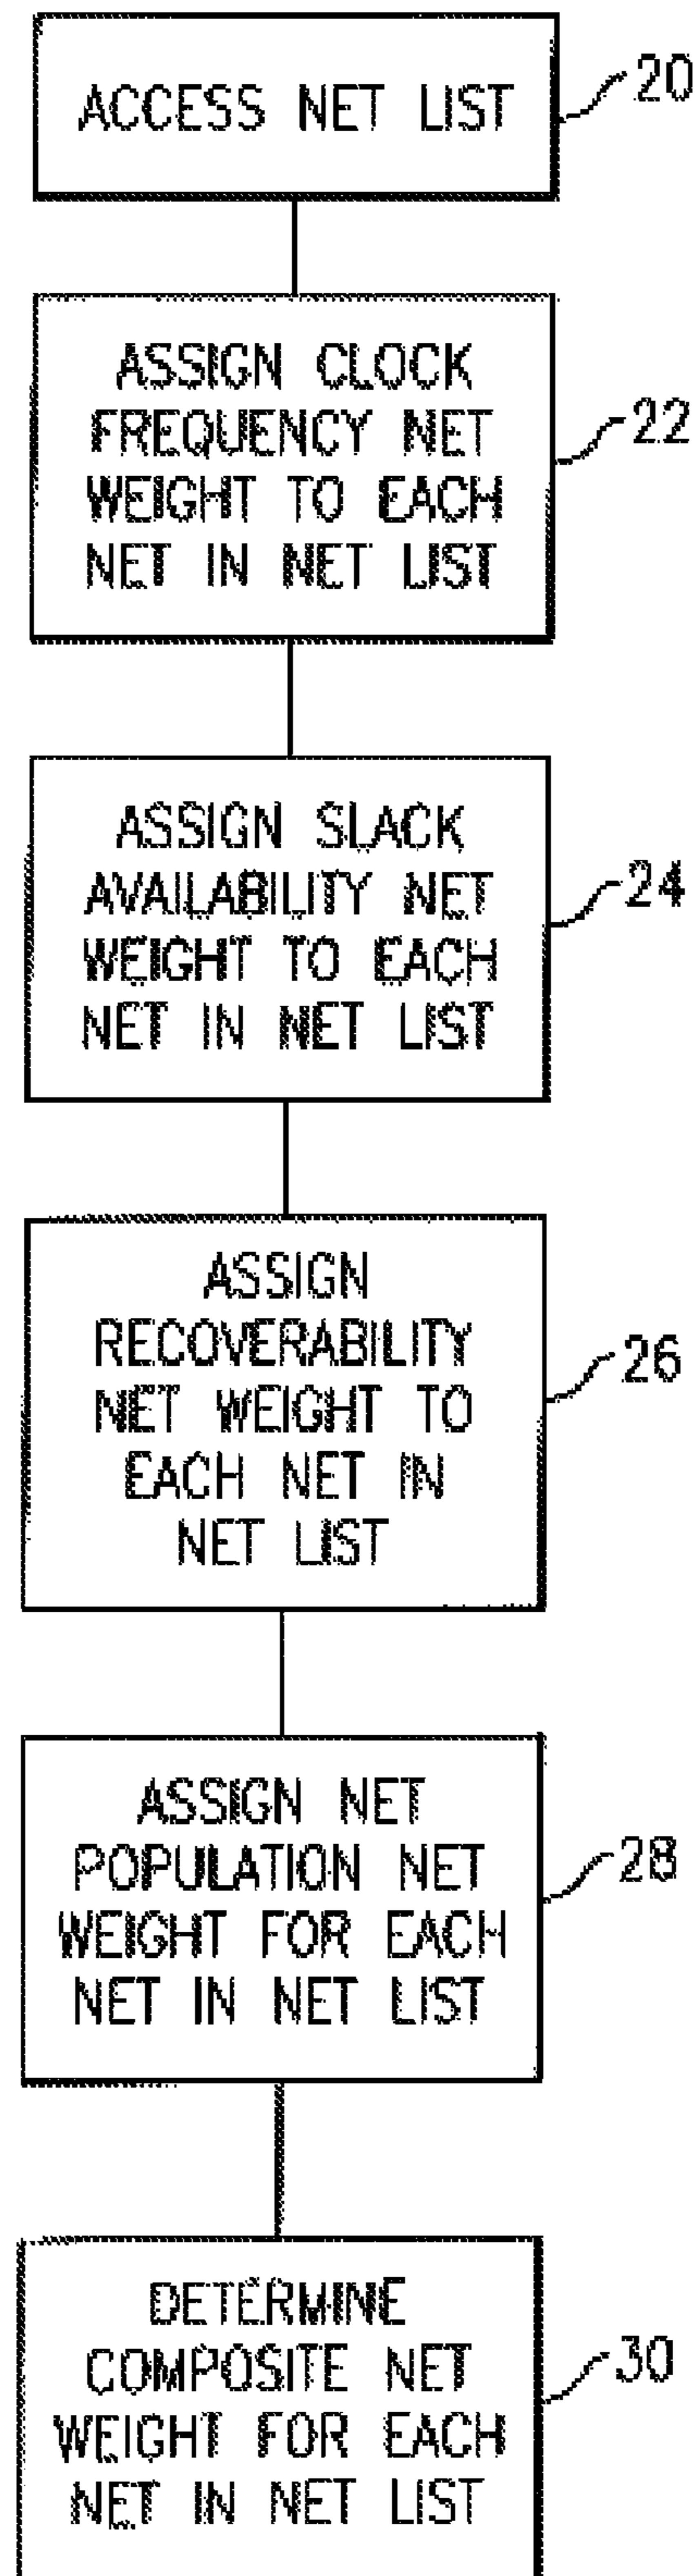 ACCESS NET LIST
20
ASSIGN CLOCK
FREQUENCY NET
WEIGHT TO EACH
NET IN NET LIST
22
ASSIGN SLACK
AVAILABILITY NET
WEIGHT TO EACH
NET IN NET LIST
24
ASSIGN
RECOVERABILITY
NET WEIGHT TO
EACH NET IN
NET LIST
26
ASSIGN NET
POPULATION NET
WEIGHT FOR EACH
NET IN NET LIST
28
DETERMINE
COMPOSITE NET
WEIGHT FOR EACH
NET IN NET LIST
30